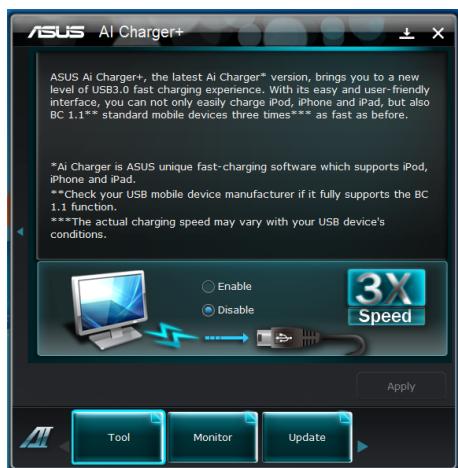 ASUS AI Charger+
ASUS Ai Charger+, the latest Ai Charger* version, brings you to a new
level of USB3.0 fast charging experience. With its easy and user-friendly
interface, you can not only easily charge iPod, iPhone and iPad, but also
BC 1.1** standard mobile devices three times*** as fast as before.
*Ai Charger is ASUS unique fast-charging software which supports iPod,
iPhone and iPad.
**Check your USB mobile device manufacturer if it fully supports the BC
1.1 function.
***The actual charging speed may vary with your USB device's
conditions.
Enable
Disable
3X
Speed
Apply
AI
Tool
Monitor
Update